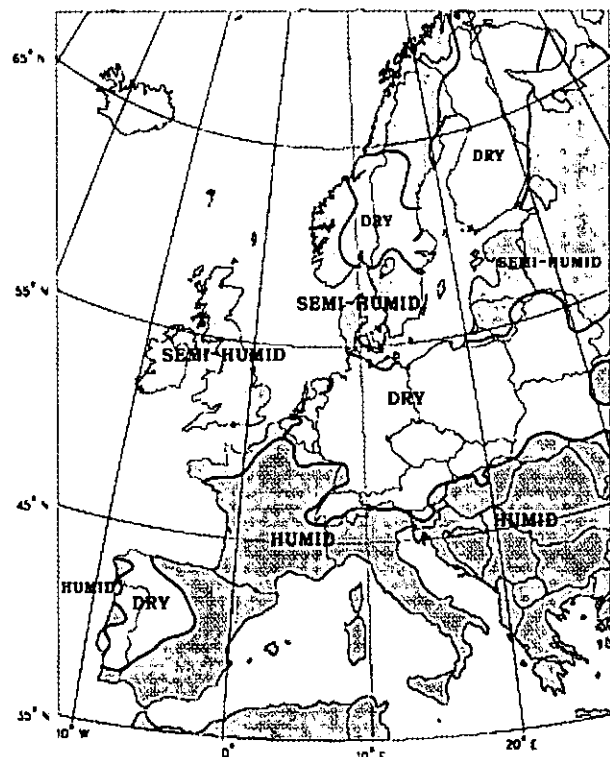 65° N
DRY
DRY
SEMI-HUMID
55° N
SEMI-HUMID
SEMI-HUMID
DRY
45° N
HUMID
HUMID
HUMID
DRY
35° N
10° W
0°
10° E
20° E